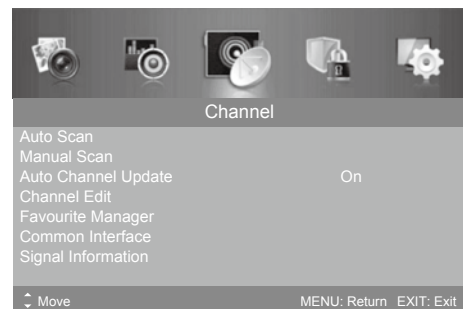 Channel
Auto Scan
Manual Scan
Auto Channel Update On
Channel Edit
Favourite Manager
Common Interface
Signal Information
Move MENU: Return EXIT: Exit